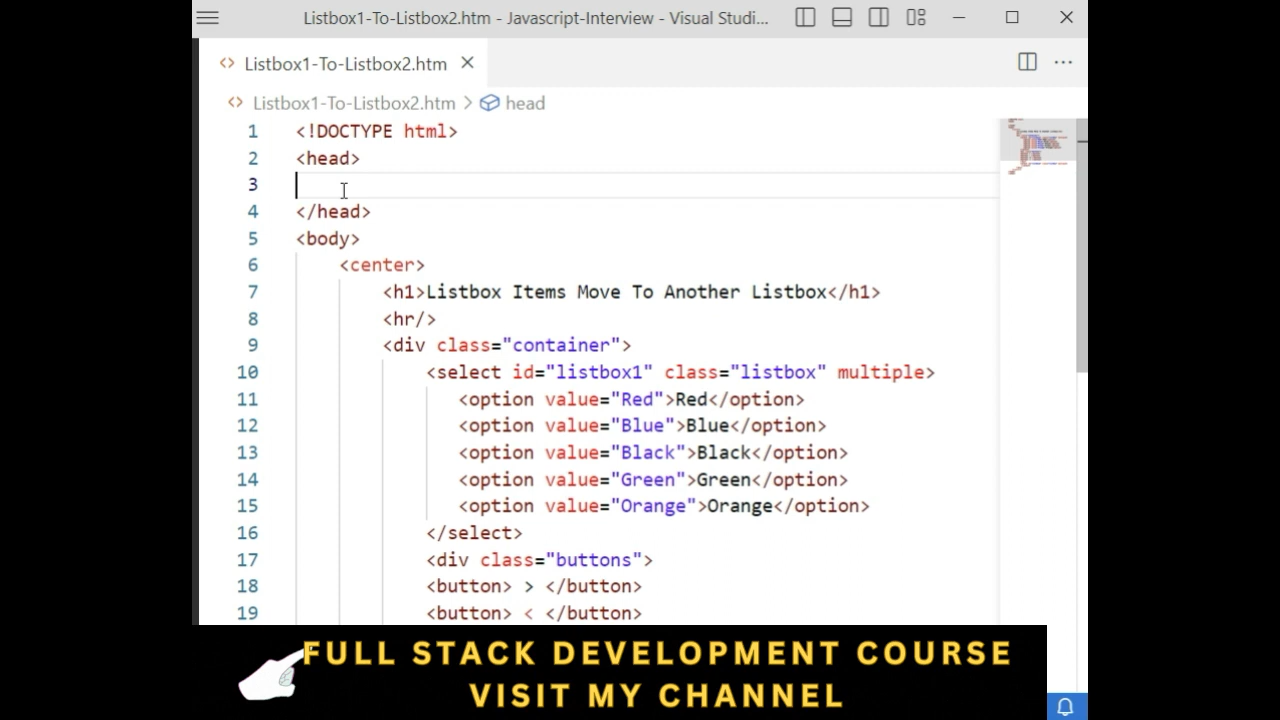 Listbox1-To-Listbox2.htm - Javascript-Interview - Visual Studi...
Listbox1-To-Listbox2.htm
Listbox1-To-Listbox2.htm > head
1 <!DOCTYPE html>
2 <head>
3
4 </head>
5 <body>
6 <center>
7 <h1>Listbox Items Move To Another Listbox</h1>
8 <hr/>
9 <div class="container">
10 <select id="listbox1" class="listbox" multiple>
11 <option value="Red">Red</option>
12 <option value="Blue">Blue</option>
13 <option value="Black">Black</option>
14 <option value="Green">Green</option>
15 <option value="Orange">Orange</option>
16 </select>
17 <div class="buttons">
18 <button> > </button>
19 <button> < </button>
FULL STACK DEVELOPMENT COURSE
VISIT MY CHANNEL